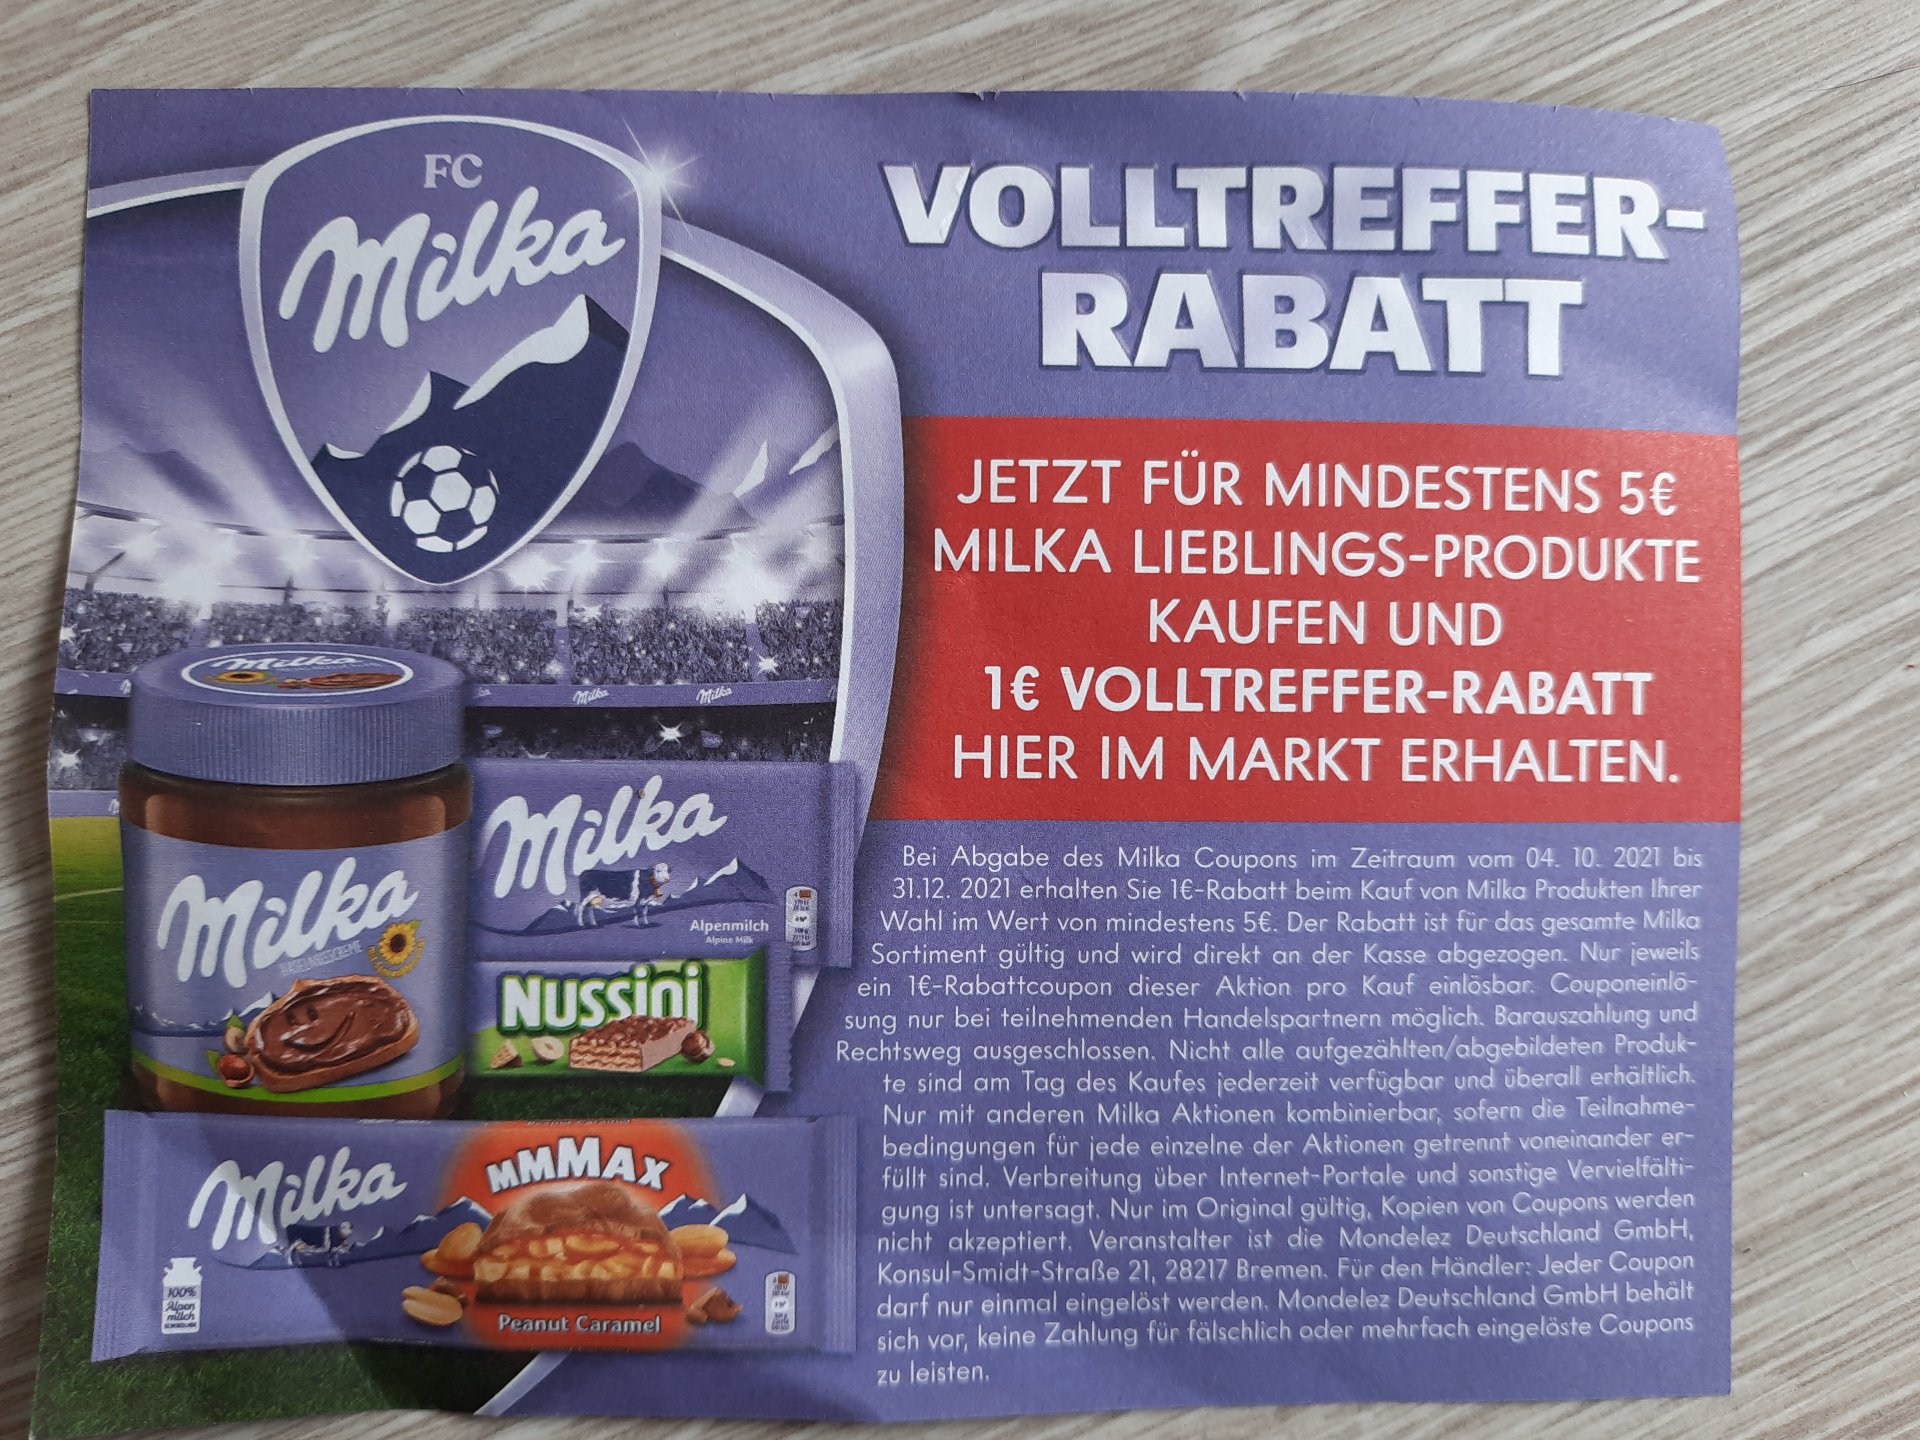 FC
Milka
VOLLTREFFER-
RABATT
JETZT FÜR MINDESTENS 5€
MILKA LIEBLINGS-PRODUKTE
KAUFEN UND
1€ VOLLTREFFER-RABATT
HIER IM MARKT ERHALTEN.
Bei Abgabe des Milka Coupons im Zeitraum vom 04. 10. 2021 bis
31.12. 2021 erhalten Sie 1€-Rabatt beim Kauf von Milka Produkten Ihrer
Wahl im Wert von mindestens 5€. Der Rabatt ist für das gesamte Milka
Sortiment gültig und wird direkt an der Kasse abgezogen. Nur jeweils
ein 1€-Rabattcoupon dieser Aktion pro Kauf einlösbar. Couponeinlö-
sung nur bei teilnehmenden Handelspartnern möglich. Barauszahlung und
Rechtsweg ausgeschlossen. Nicht alle aufgezählten/abgebildeten Produk-
te sind am Tag des Kaufes jederzeit verfügbar und überall erhältlich.
Nur mit anderen Milka Aktionen kombinierbar, sofern die Teilnahme-
bedingungen für jede einzelne der Aktionen getrennt voneinander er-
füllt sind. Verbreitung über Internet-Portale und sonstige Vervielfälti-
gung ist untersagt. Nur im Original gültig, Kopien von Coupons werden
nicht akzeptiert. Veranstalter ist die Mondelez Deutschland GmbH,
Konsul-Smidt-Straße 21, 28217 Bremen. Für den Händler: Jeder Coupon
darf nur einmal eingelöst werden. Mondelez Deutschland GmbH behält
sich vor, keine Zahlung für fälschlich oder mehrfach eingelöste Coupons
zu leisten.
Milka
Milka
Milka
Milka
HASELNUSSCREME
Milka
Alpenmilch
Alpine Milk
NUSSINI
Milka
MMMAX
Peanut Caramel
100%
Alpen
milch